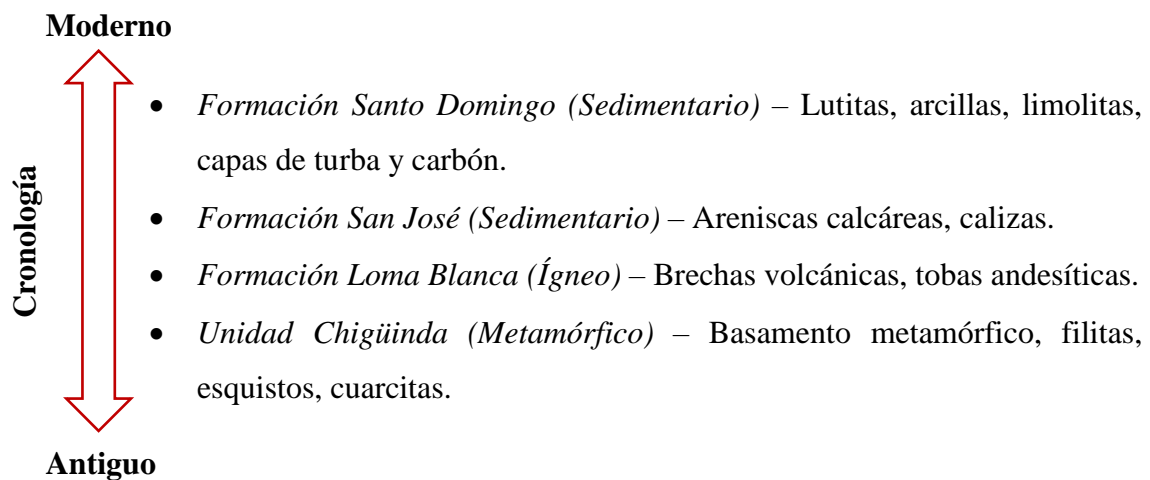 Moderno
Cronología
• Formación Santo Domingo (Sedimentario) – Lutitas, arcillas, limolitas,
capas de turba y carbón.
• Formación San José (Sedimentario) – Areniscas calcáreas, calizas.
• Formación Loma Blanca (Ígneo) – Brechas volcánicas, tobas andesíticas.
• Unidad Chigüinda (Metamórfico) – Basamento metamórfico, filitas,
esquistos, cuarcitas.
Antiguo